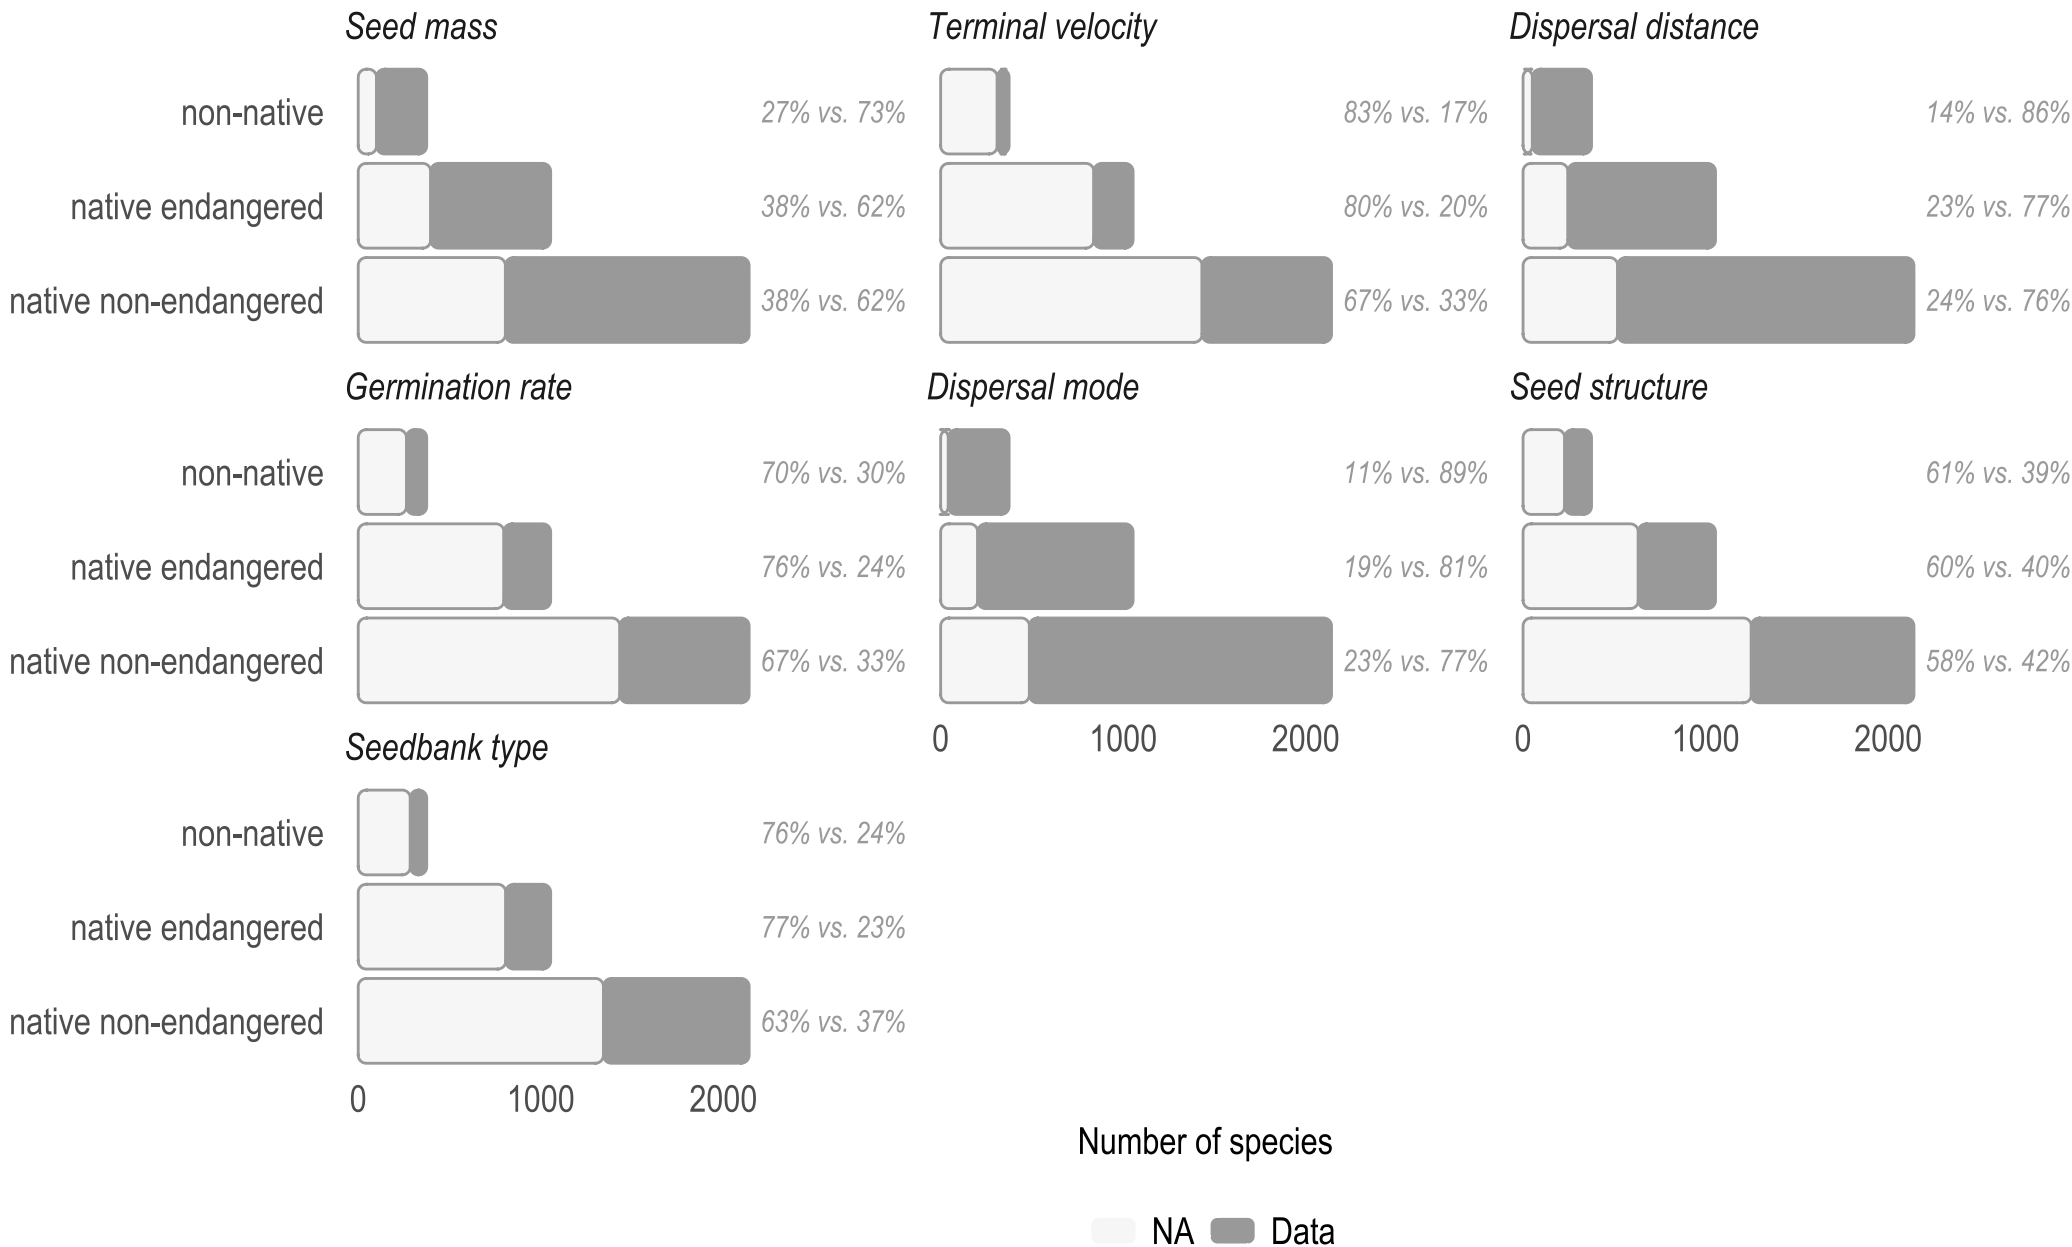 Seed mass Terminal velocity Dispersal distance
non-native 27% vs. 73% 83% vs. 17% 14% vs. 86%
native endangered 38% vs. 62% 80% vs. 20% 23% vs. 77%
native non-endangered 38% vs. 62% 67% vs. 33% 24% vs. 76%
Germination rate Dispersal mode Seed structure
non-native 70% vs. 30% 11% vs. 89% 61% vs. 39%
native endangered 76% vs. 24% 19% vs. 81% 60% vs. 40%
native non-endangered 67% vs. 33% 23% vs. 77% 58% vs. 42%
0 1000 2000 0 1000 2000
Seedbank type
non-native 76% vs. 24%
native endangered 77% vs. 23%
native non-endangered 63% vs. 37%
0 1000 2000
Number of species
NA Data